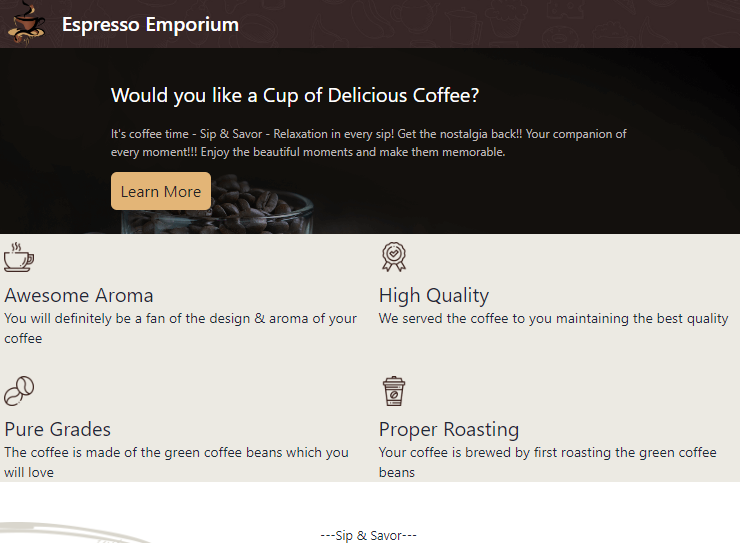 Espresso Emporium
Would you like a Cup of Delicious Coffee?
It's coffee time - Sip & Savor - Relaxation in every sip! Get the nostalgia back!! Your companion of
every moment!!! Enjoy the beautiful moments and make them memorable.
Learn More
Awesome Aroma
You will definitely be a fan of the design & aroma of your
coffee
High Quality
We served the coffee to you maintaining the best quality
Pure Grades
The coffee is made of the green coffee beans which you
will love
Proper Roasting
Your coffee is brewed by first roasting the green coffee
beans
---Sip & Savor---